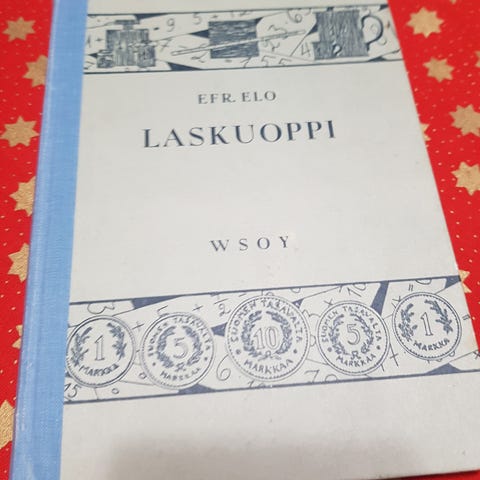 EFR. ELO
LASKUOPPI
WSOY
1 MARKKA
SUOMEN TASAVALTA 5 MARKKAA
SUOMEN TASAVALTA 10 MARKKAA
SUOMEN TASAVALTA 5 MARKKAA
1 MARKKA